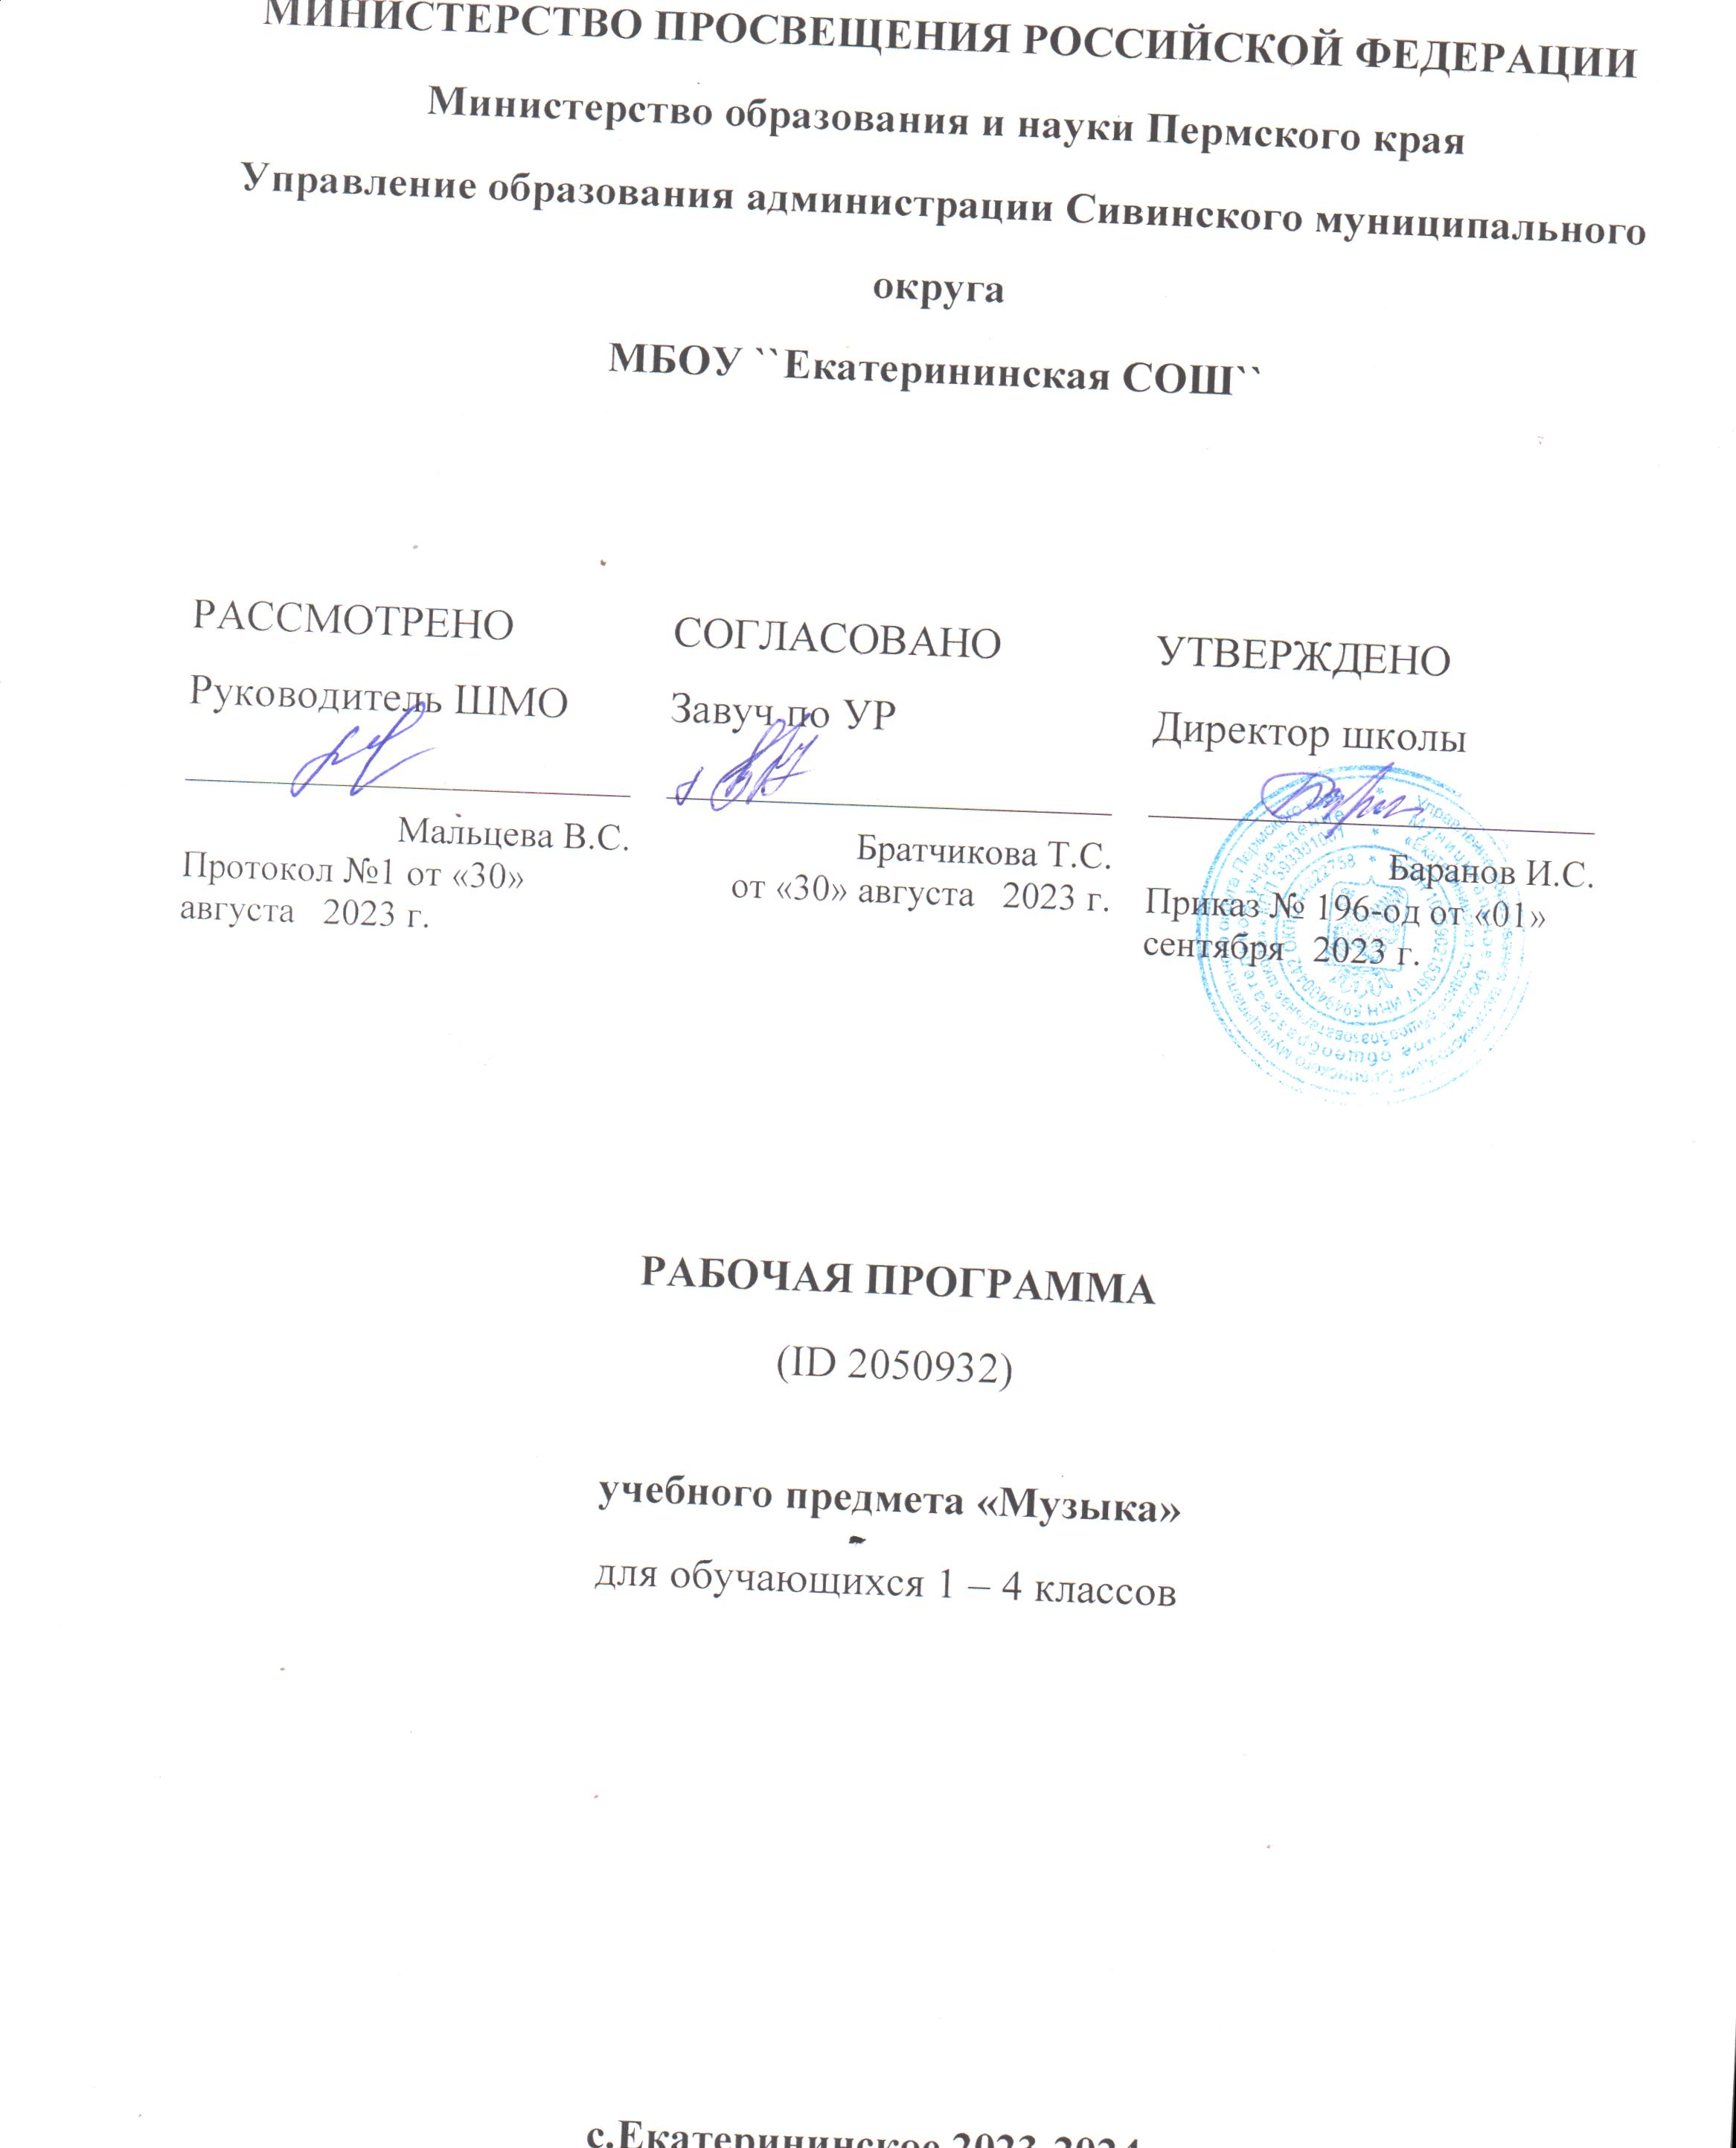 МИНИСТЕРСТВО ПРОСВЕЩЕНИЯ РОССИЙСКОЙ ФЕДЕРАЦИИ
Министерство образования и науки Пермского края
Управление образования администрации Сивинского муниципального
округа
МБОУ ``Екатерининская СОШ``
РАССМОТРЕНО
Руководитель ШМО
Мальцева В.С.
Протокол №1 от «30»
августа 2023 г.
СОГЛАСОВАНО
Завуч по УР
Братчикова Т.С.
от «30» августа 2023 г.
УТВЕРЖДЕНО
Директор школы
Баранов И.С.
Приказ № 196-од от «01»
сентября 2023 г.
РАБОЧАЯ ПРОГРАММА
(ID 2050932)
учебного предмета «Музыка»
для обучающихся 1 – 4 классов
с.Екатерининское 2023-2024